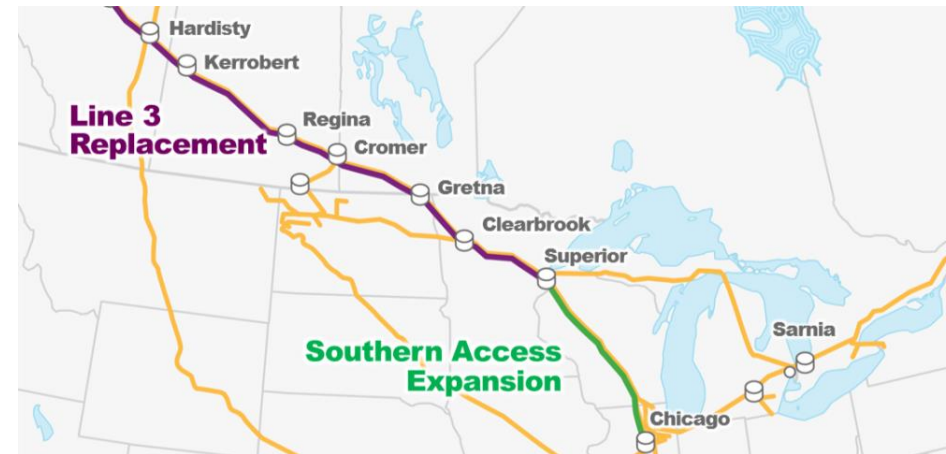 Hardisty
Kerrobert
Line 3
Replacement
Regina
Cromer
Gretna
Clearbrook
Superior
Southern Access
Expansion
Sarnia
Chicago